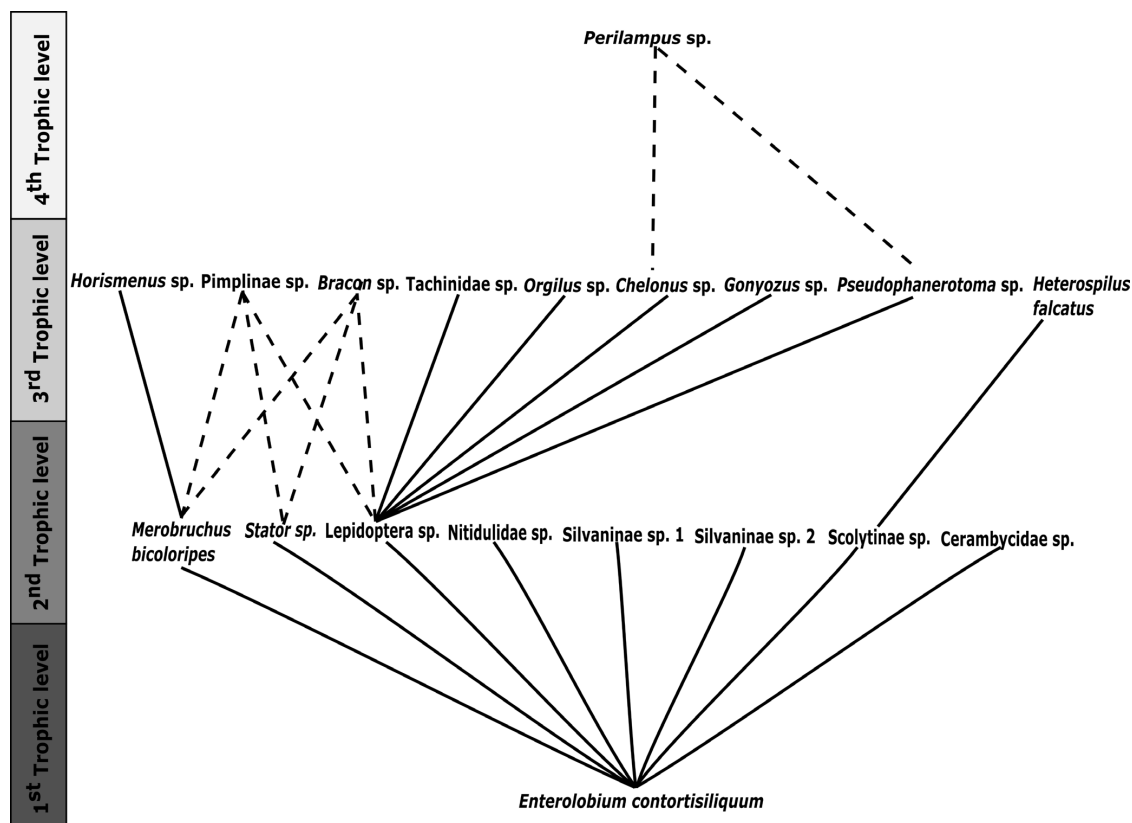 4th Trophic level
Perilampus sp.
3rd Trophic level
Horismenus sp. Pimplinae sp. Bracon sp. Tachinidae sp. Orgilus sp. Chelonus sp. Gonyozus sp. Pseudophanerotoma sp. Heterospilus
falcatus
2nd Trophic level
Merobruchus Stator sp. Lepidoptera sp. Nitidulidae sp. Silvaninae sp. 1 Silvaninae sp. 2 Scolytinae sp. Cerambycidae sp.
bicoloripes
1st Trophic level
Enterolobium contortisiliquum